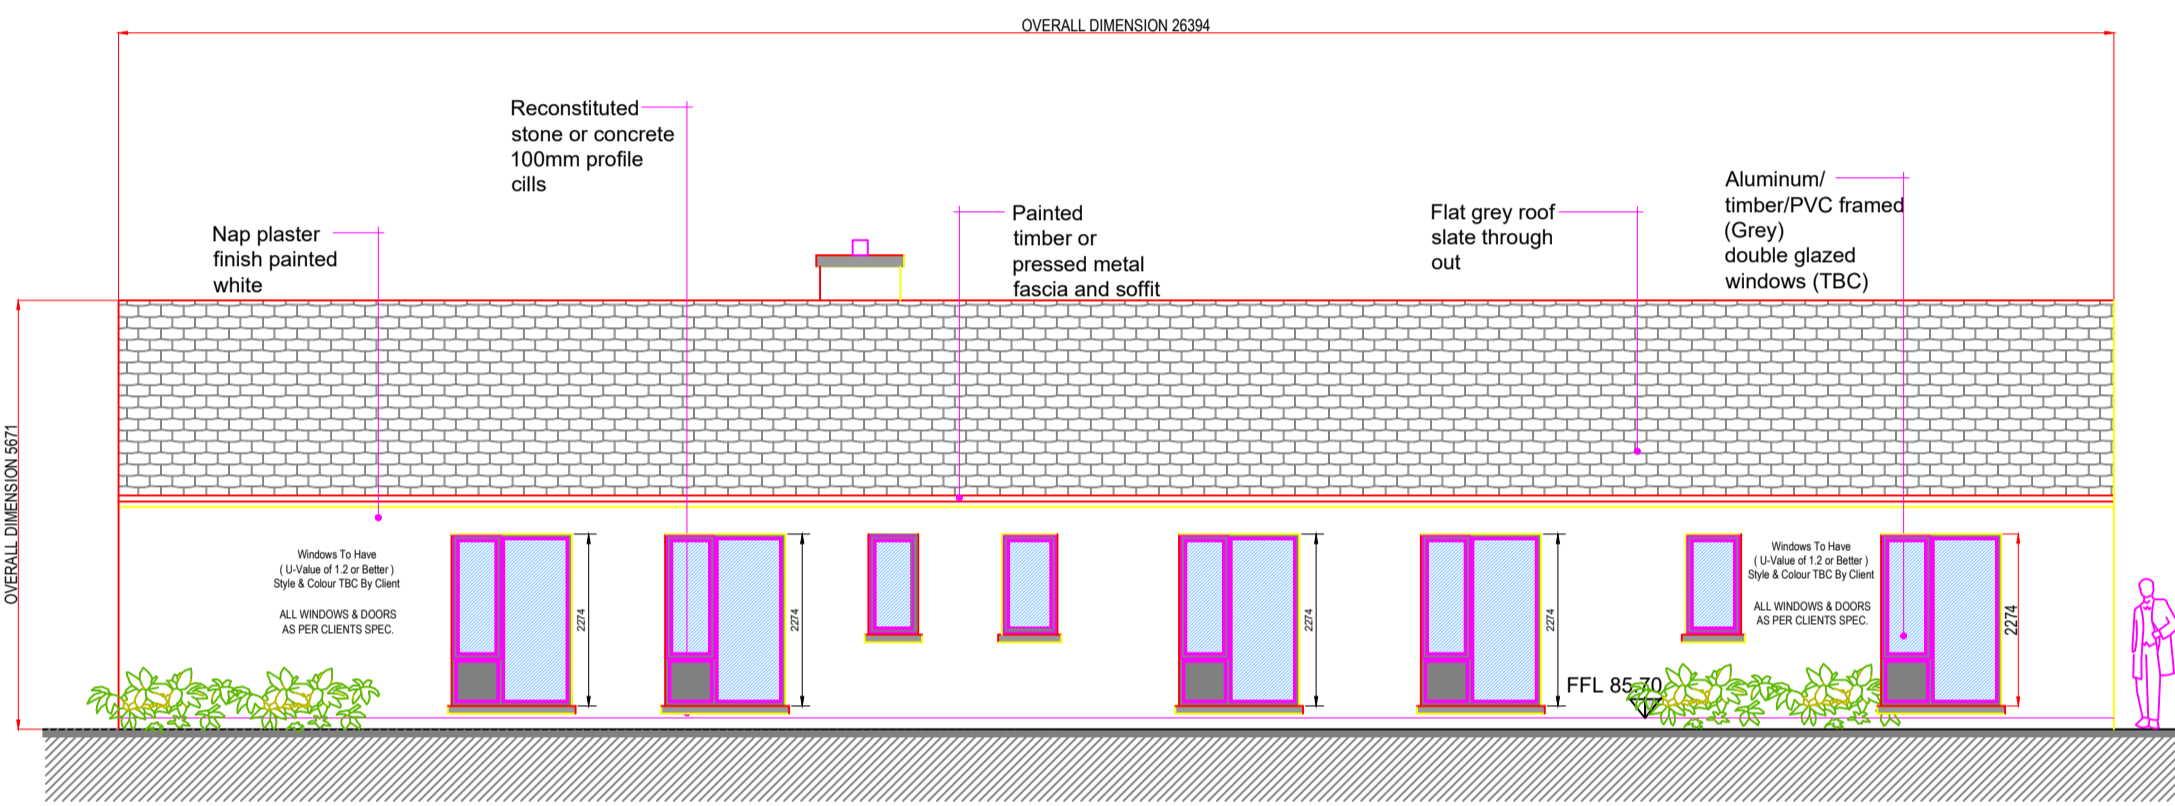 OVERALL DIMENSION 26394
Reconstituted
stone or concrete
100mm profile
cills
Nap plaster
finish painted
white
Painted
timber or
pressed metal
fascia and soffit
Flat grey roof
slate through
out
Aluminum/
timber/PVC framed
(Grey)
double glazed
windows (TBC)
OVERALL DIMENSION 5671
Windows To Have
( U-Value of 1.2 or Better )
Style & Colour TBC By Client
ALL WINDOWS & DOORS
AS PER CLIENTS SPEC.
2274
2274
2274
2274
FFL 85.70
Windows To Have
( U-Value of 1.2 or Better )
Style & Colour TBC By Client
ALL WINDOWS & DOORS
AS PER CLIENTS SPEC.
2274